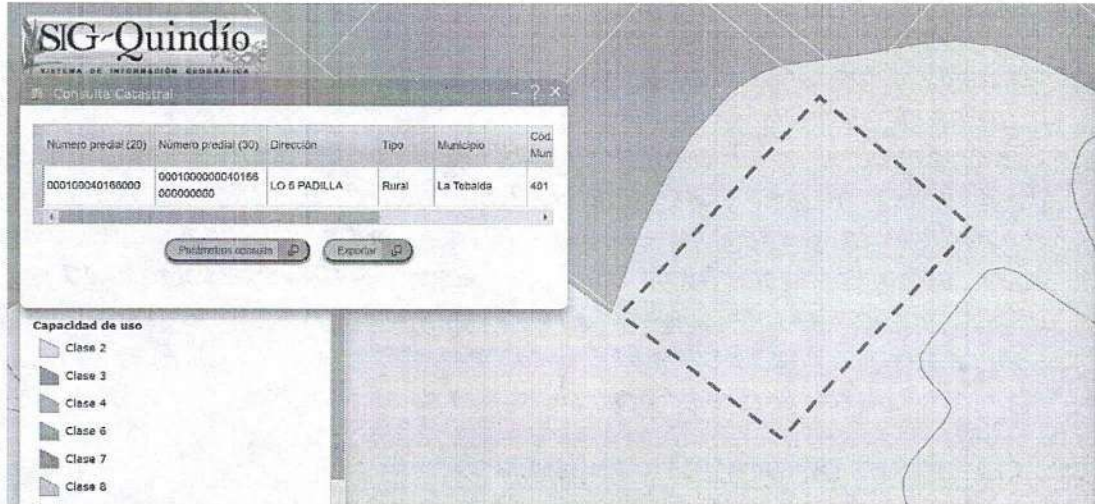 SIG-Quindío
SISTEMA DE INFORMACIÓN GEOGRÁFICA
Consulta Catastral
- ? ×
Número predial (20) Número predial (30) Dirección Tipo Municipio Cód. Mun
000100040166000 0001000000040166000000000 LO 6 PADILLA Rural La Tebaida 401
Parámetros consulta Exportar
Capacidad de uso
Clase 2
Clase 3
Clase 4
Clase 6
Clase 7
Clase 8